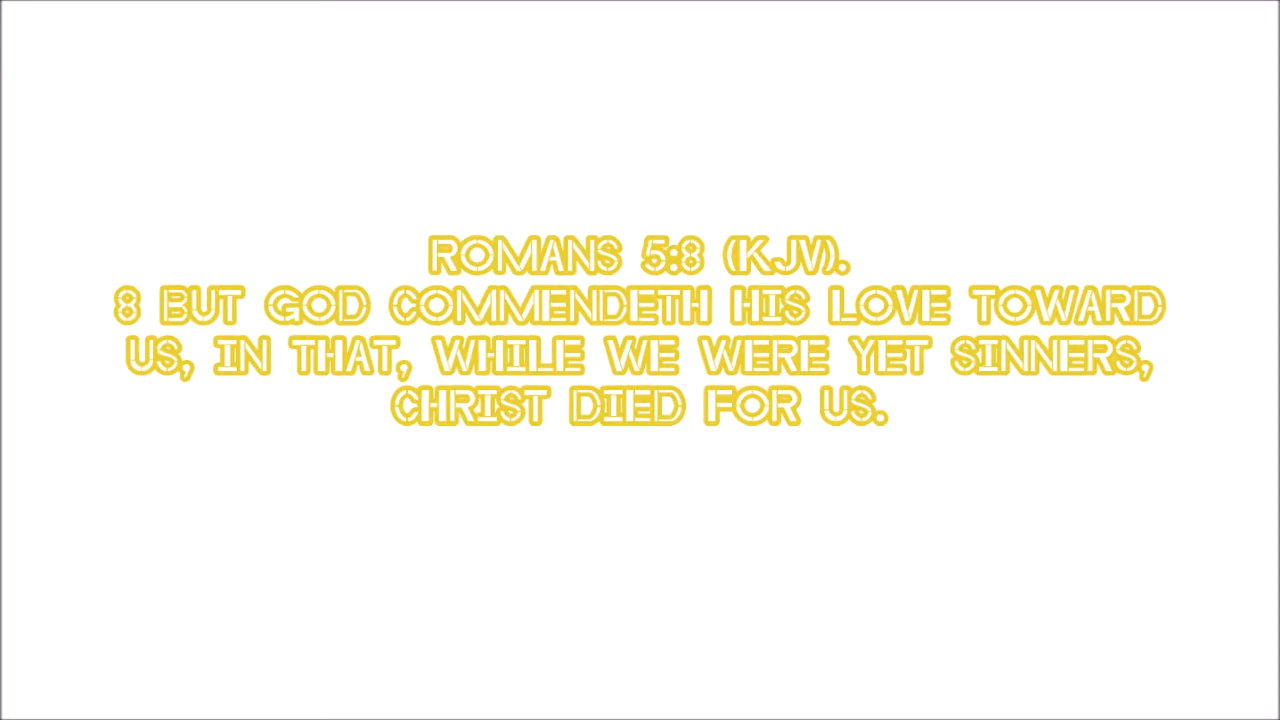 ROMANS 5:8 (KJV).
8 BUT GOD COMMENDETH HIS LOVE TOWARD
US, IN THAT, WHILE WE WERE YET SINNERS,
CHRIST DIED FOR US.